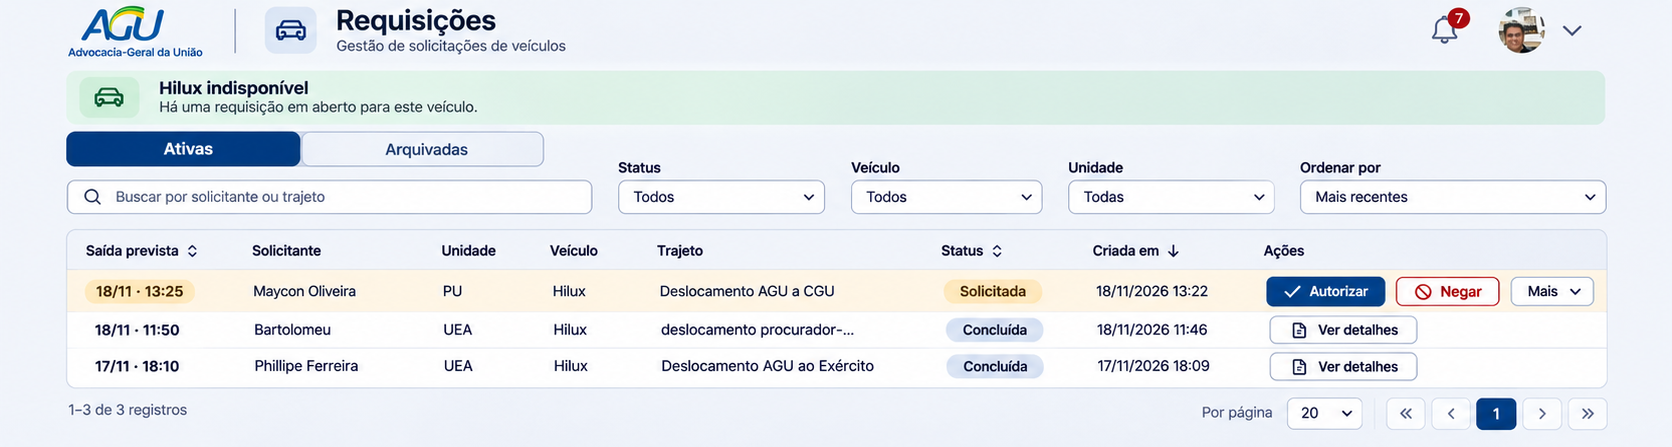 AGU
Advocacia-Geral da União
Requisições
Gestão de solicitações de veículos
7
Hilux indisponível
Há uma requisição em aberto para este veículo.
Ativas
Arquivadas
Buscar por solicitante ou trajeto
Status
Todos
Veículo
Todos
Unidade
Todas
Ordenar por
Mais recentes
Saída prevista Solicitante Unidade Veículo Trajeto Status Criada em Ações
18/11 · 13:25 Maycon Oliveira PU Hilux Deslocamento AGU a CGU Solicitada 18/11/2026 13:22 Autorizar Negar Mais
18/11 · 11:50 Bartolomeu UEA Hilux deslocamento procurador-... Concluída 18/11/2026 11:46 Ver detalhes
17/11 · 18:10 Phillipe Ferreira UEA Hilux Deslocamento AGU ao Exército Concluída 17/11/2026 18:09 Ver detalhes
1–3 de 3 registros
Por página 20 « ‹ 1 › »